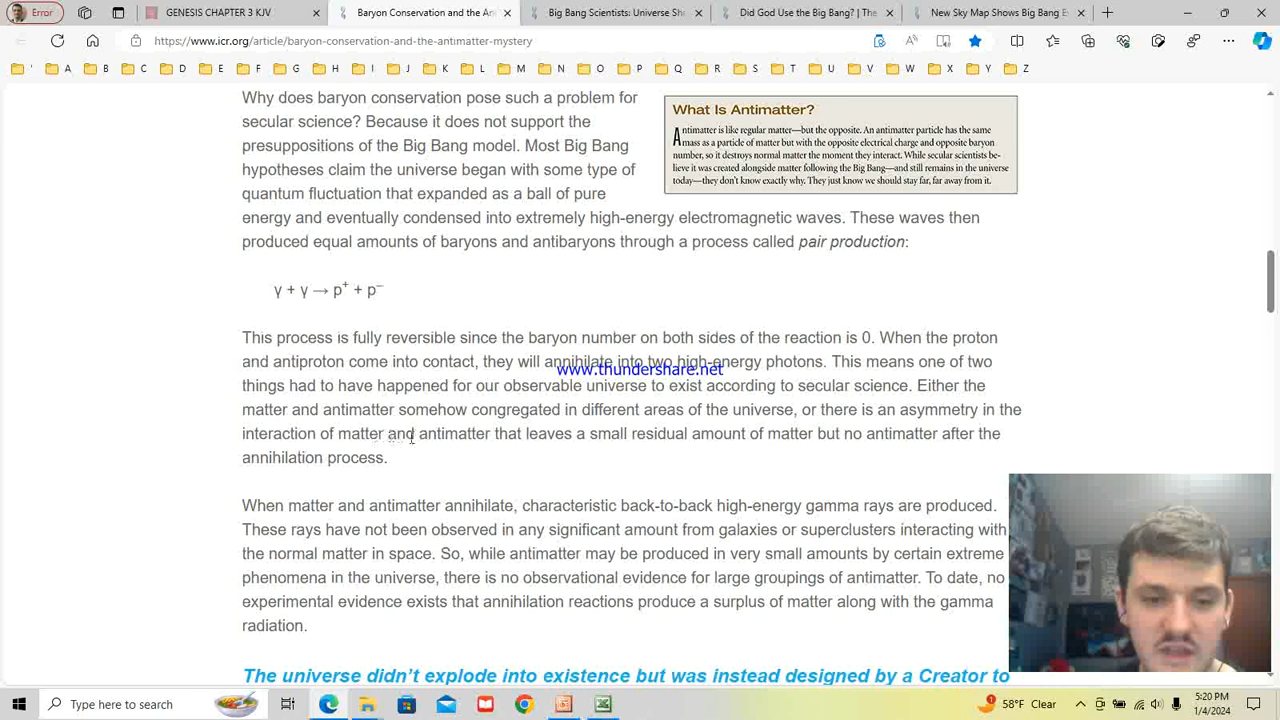 Error
GENESIS CHAPTER 3 KJV
Baryon Conservation and the An
Big Bang Scientists: Universe Sh
Did God Use the Big Bang? | The
New Sky Map Shows Big Bang E
https://www.icr.org/article/baryon-conservation-and-the-antimatter-mystery
' A B C D E F G H I J K L M N O P Q R S T U V W X Y Z
Why does baryon conservation pose such a problem for
secular science? Because it does not support the
presuppositions of the Big Bang model. Most Big Bang
hypotheses claim the universe began with some type of
quantum fluctuation that expanded as a ball of pure
energy and eventually condensed into extremely high-energy electromagnetic waves. These waves then
produced equal amounts of baryons and antibaryons through a process called pair production:
What Is Antimatter?
Antimatter is like regular matter—but the opposite. An antimatter particle has the same
mass as a particle of matter but with the opposite electrical charge and opposite baryon
number, so it destroys normal matter the moment they interact. While secular scientists be-
lieve it was created alongside matter following the Big Bang—and still remains in the universe
today—they don't know exactly why. They just know we should stay far, far away from it.
γ + γ → p⁺ + p⁻
This process is fully reversible since the baryon number on both sides of the reaction is 0. When the proton
and antiproton come into contact, they will annihilate into two high-energy photons. This means one of two
www.thundershare.net
things had to have happened for our observable universe to exist according to secular science. Either the
matter and antimatter somehow congregated in different areas of the universe, or there is an asymmetry in the
interaction of matter and antimatter that leaves a small residual amount of matter but no antimatter after the
annihilation process.
When matter and antimatter annihilate, characteristic back-to-back high-energy gamma rays are produced.
These rays have not been observed in any significant amount from galaxies or superclusters interacting with
the normal matter in space. So, while antimatter may be produced in very small amounts by certain extreme
phenomena in the universe, there is no observational evidence for large groupings of antimatter. To date, no
experimental evidence exists that annihilation reactions produce a surplus of matter along with the gamma
radiation.
The universe didn't explode into existence but was instead designed by a Creator to
Type here to search
58°F Clear
5:20 PM
1/4/2024